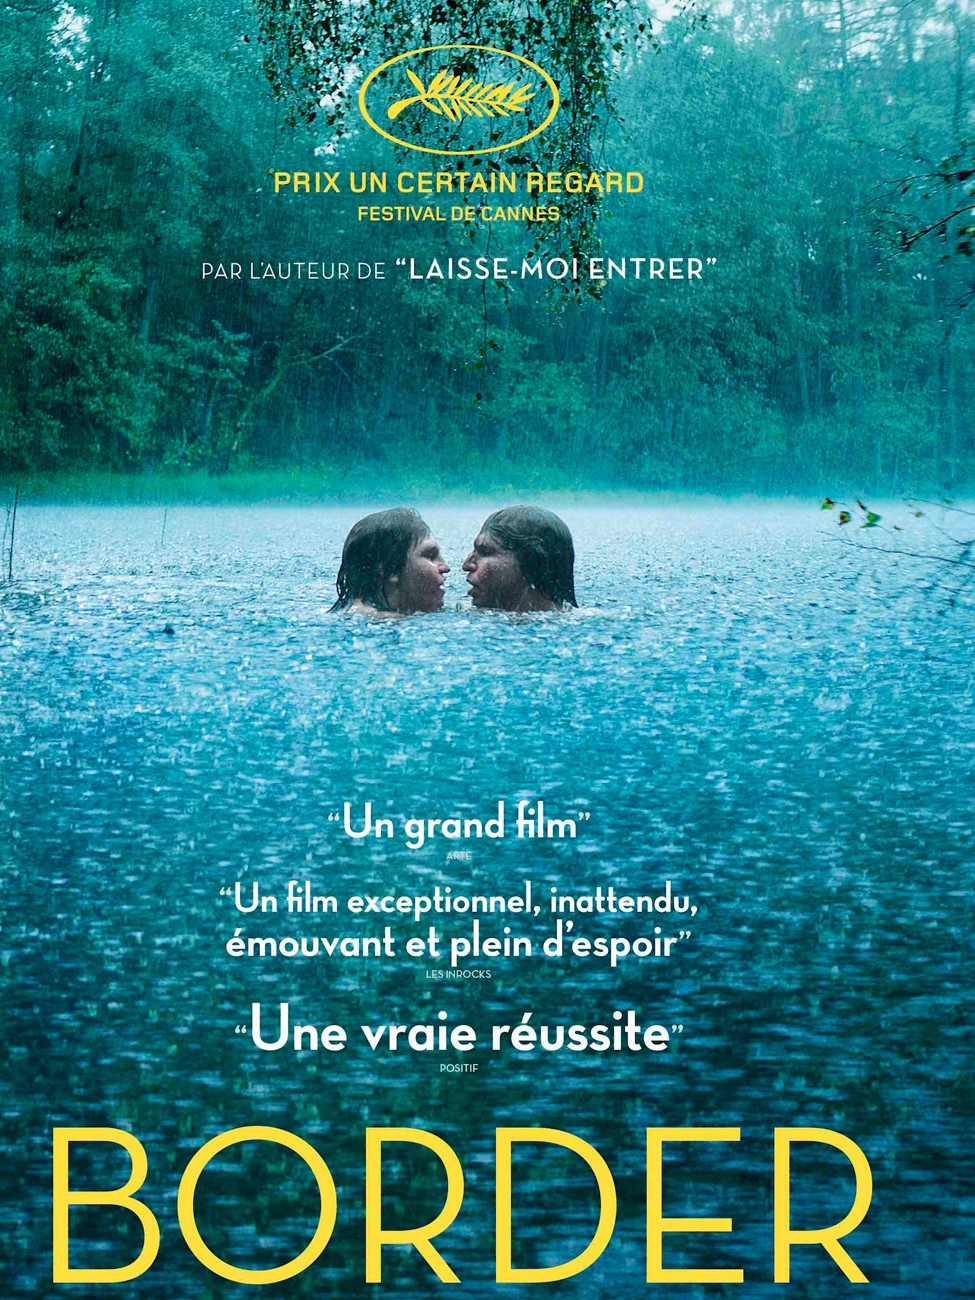 PRIX UN CERTAIN REGARD
FESTIVAL DE CANNES
PAR L'AUTEUR DE “LAISSE-MOI ENTRER”
“Un grand film”
ARTE
“Un film exceptionnel, inattendu,
émouvant et plein d'espoir”
LES INROCKS
“Une vraie réussite”
POSITIF
BORDER